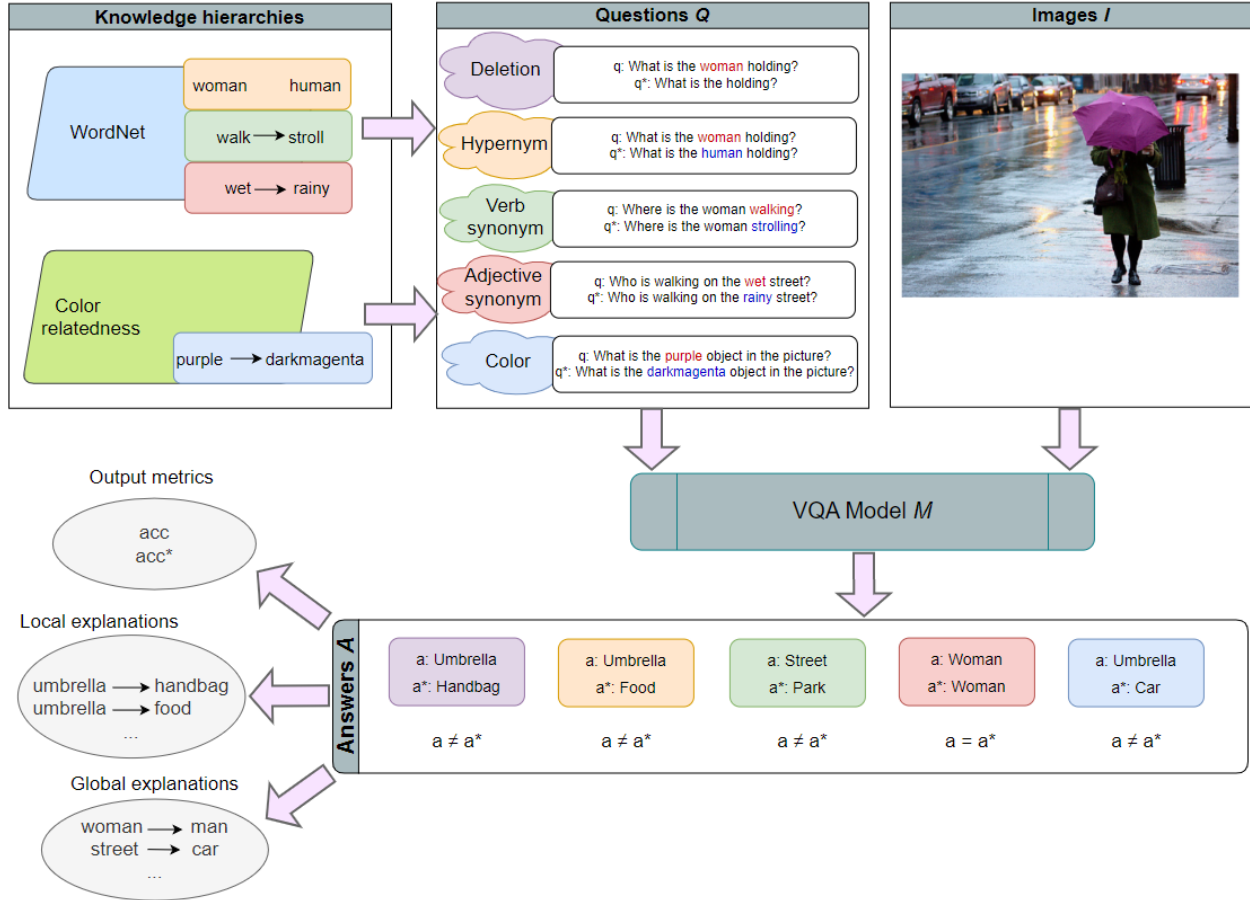 Knowledge hierarchies
WordNet
woman human
walk → stroll
wet → rainy
Color
relatedness
purple → darkmagenta
Questions Q
Deletion
q: What is the woman holding?
q*: What is the holding?
Hypernym
q: What is the woman holding?
q*: What is the human holding?
Verb
synonym
q: Where is the woman walking?
q*: Where is the woman strolling?
Adjective
synonym
q: Who is walking on the wet street?
q*: Who is walking on the rainy street?
Color
q: What is the purple object in the picture?
q*: What is the darkmagenta object in the picture?
Images I
VQA Model M
Output metrics
acc
acc*
Local explanations
umbrella → handbag
umbrella → food
...
Global explanations
woman → man
street → car
...
Answers A
a: Umbrella
a*: Handbag
a ≠ a*
a: Umbrella
a*: Food
a ≠ a*
a: Street
a*: Park
a ≠ a*
a: Woman
a*: Woman
a = a*
a: Umbrella
a*: Car
a ≠ a*